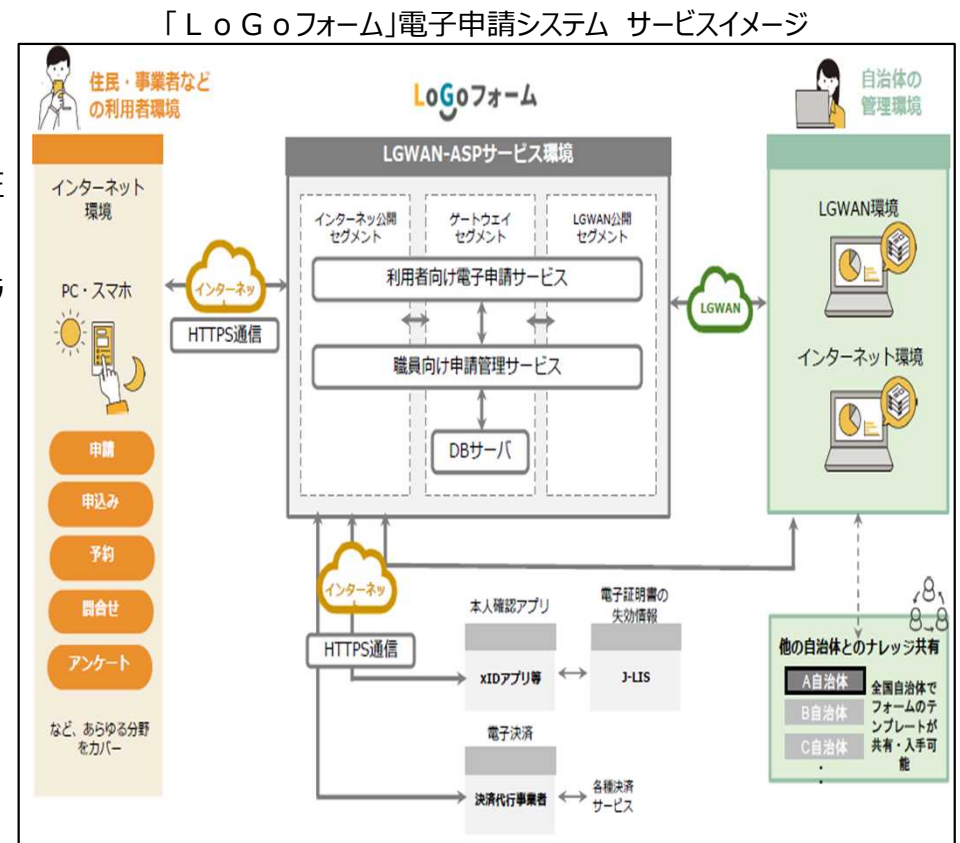 「ＬｏＧｏフォーム」電子申請システム サービスイメージ
住民・事業者など
の利用者環境
LoGoフォーム
自治体の
管理環境
インターネット
環境
PC・スマホ
申請
申込み
予約
問合せ
アンケート
など、あらゆる分野
をカバー
インターネッ
HTTPS通信
LGWAN-ASPサービス環境
インターネッ公開
セグメント
ゲートウェイ
セグメント
LGWAN公開
セグメント
利用者向け電子申請サービス
職員向け申請管理サービス
DBサーバ
LGWAN
LGWAN環境
インターネット環境
インターネッ
HTTPS通信
本人確認アプリ
xIDアプリ等
電子証明書の
失効情報
J-LIS
電子決済
決済代行事業者
各種決済
サービス
他の自治体とのナレッジ共有
A自治体
B自治体
C自治体
・
・
全国自治体で
フォームのテ
ンプレートが
共有・入手可
能